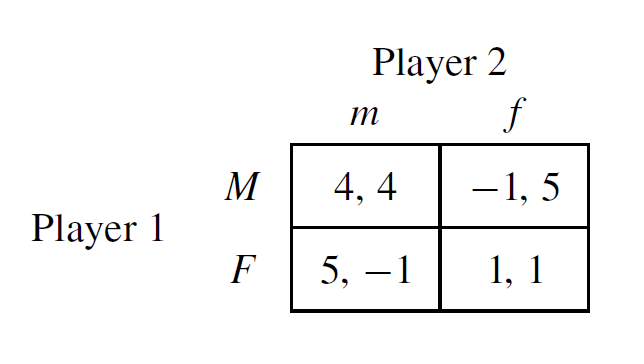 Player 2
m f
M 4, 4 −1, 5
Player 1
F 5, −1 1, 1